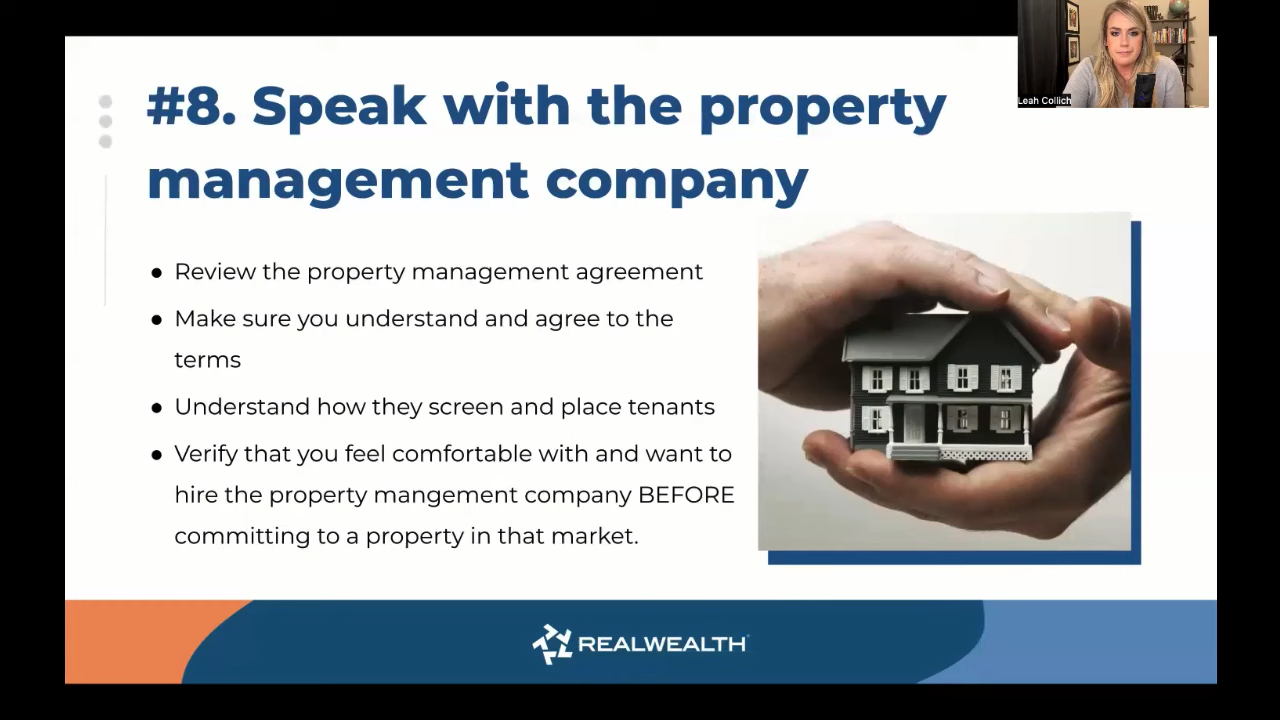 #8. Speak with the property
management company
● Review the property management agreement
● Make sure you understand and agree to the
terms
● Understand how they screen and place tenants
● Verify that you feel comfortable with and want to
hire the property mangement company BEFORE
committing to a property in that market.
Leah Collich
REALWEALTH